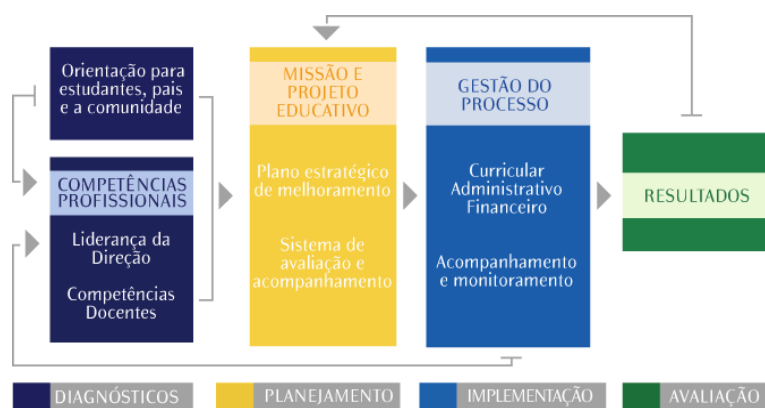 Orientação para
estudantes, pais
e a comunidade
COMPETÊNCIAS
PROFISSIONAIS
Liderança da
Direção
Competências
Docentes
MISSÃO E
PROJETO
EDUCATIVO
Plano estratégico
de melhoramento
Sistema de
avaliação e
acompanhamento
GESTÃO DO
PROCESSO
Curricular
Administrativo
Financeiro
Acompanhamento
e monitoramento
RESULTADOS
DIAGNÓSTICOS
PLANEJAMENTO
IMPLEMENTAÇÃO
AVALIAÇÃO